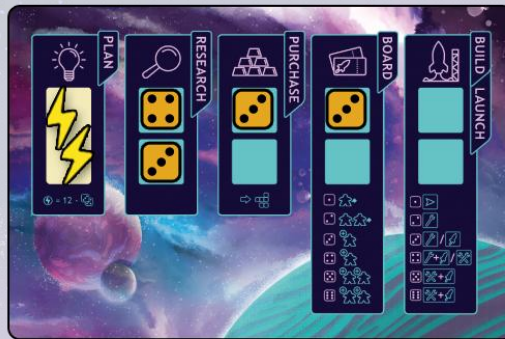 PLAN
= 12 -
RESEARCH
PURCHASE
BOARD
BUILD
LAUNCH